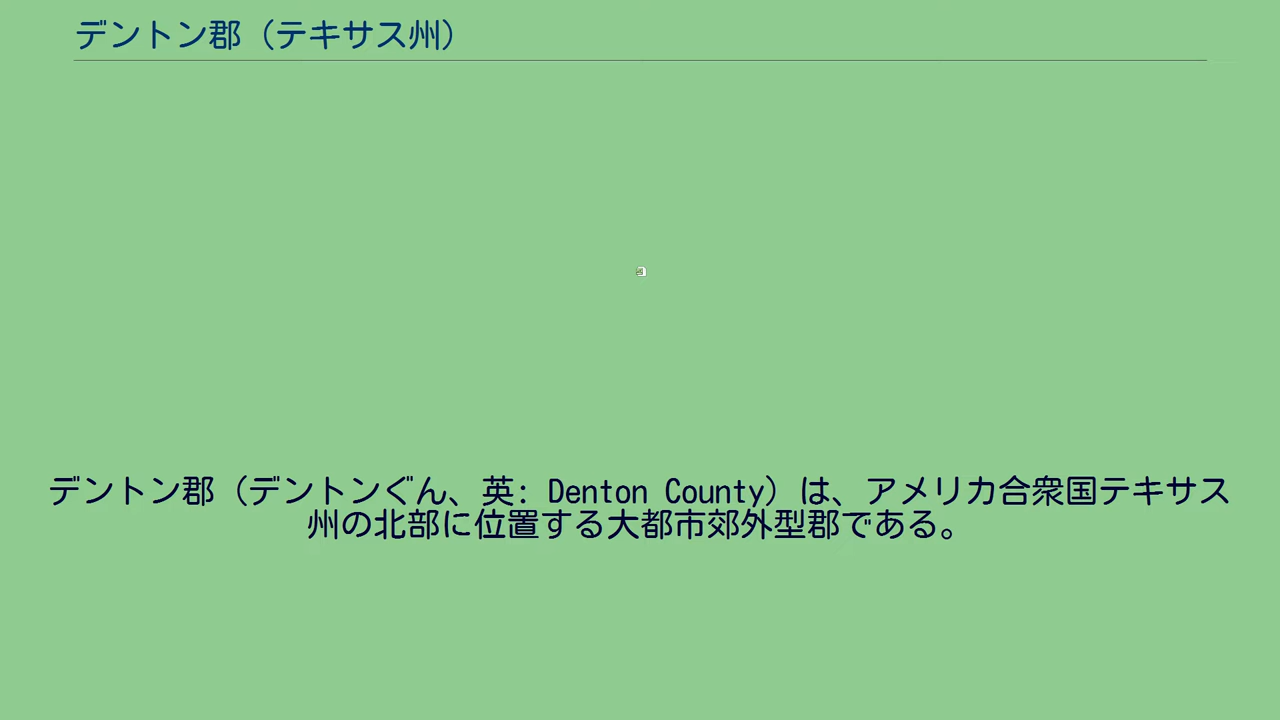 デントン郡（テキサス州）
デントン郡（デントンぐん、英: Denton County）は、アメリカ合衆国テキサス
州の北部に位置する大都市郊外型郡である。